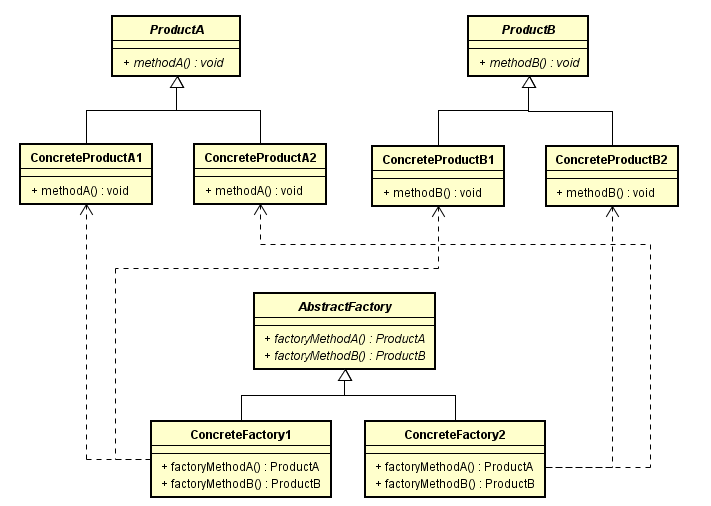 ProductA
+ methodA() : void
ProductB
+ methodB() : void
ConcreteProductA1
+ methodA() : void
ConcreteProductA2
+ methodA() : void
ConcreteProductB1
+ methodB() : void
ConcreteProductB2
+ methodB() : void
AbstractFactory
+ factoryMethodA() : ProductA
+ factoryMethodB() : ProductB
ConcreteFactory1
+ factoryMethodA() : ProductA
+ factoryMethodB() : ProductB
ConcreteFactory2
+ factoryMethodA() : ProductA
+ factoryMethodB() : ProductB